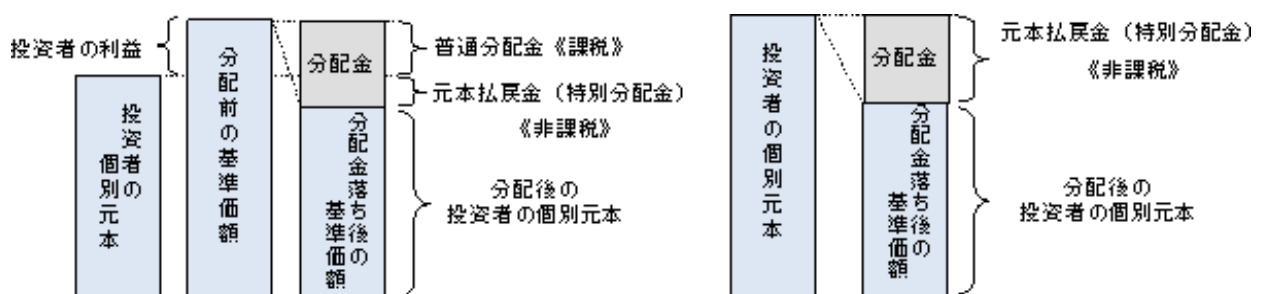 投資者の利益
投資者の
個別元本
分配前の基準価額
分配金
分配金落ち後の
基準価額
普通分配金《課税》
元本払戻金（特別分配金）
《非課税》
分配後の
投資者の個別元本
投資者の個別元本
分配金
分配金落ち後の
基準価額
元本払戻金（特別分配金）
《非課税》
分配後の
投資者の個別元本